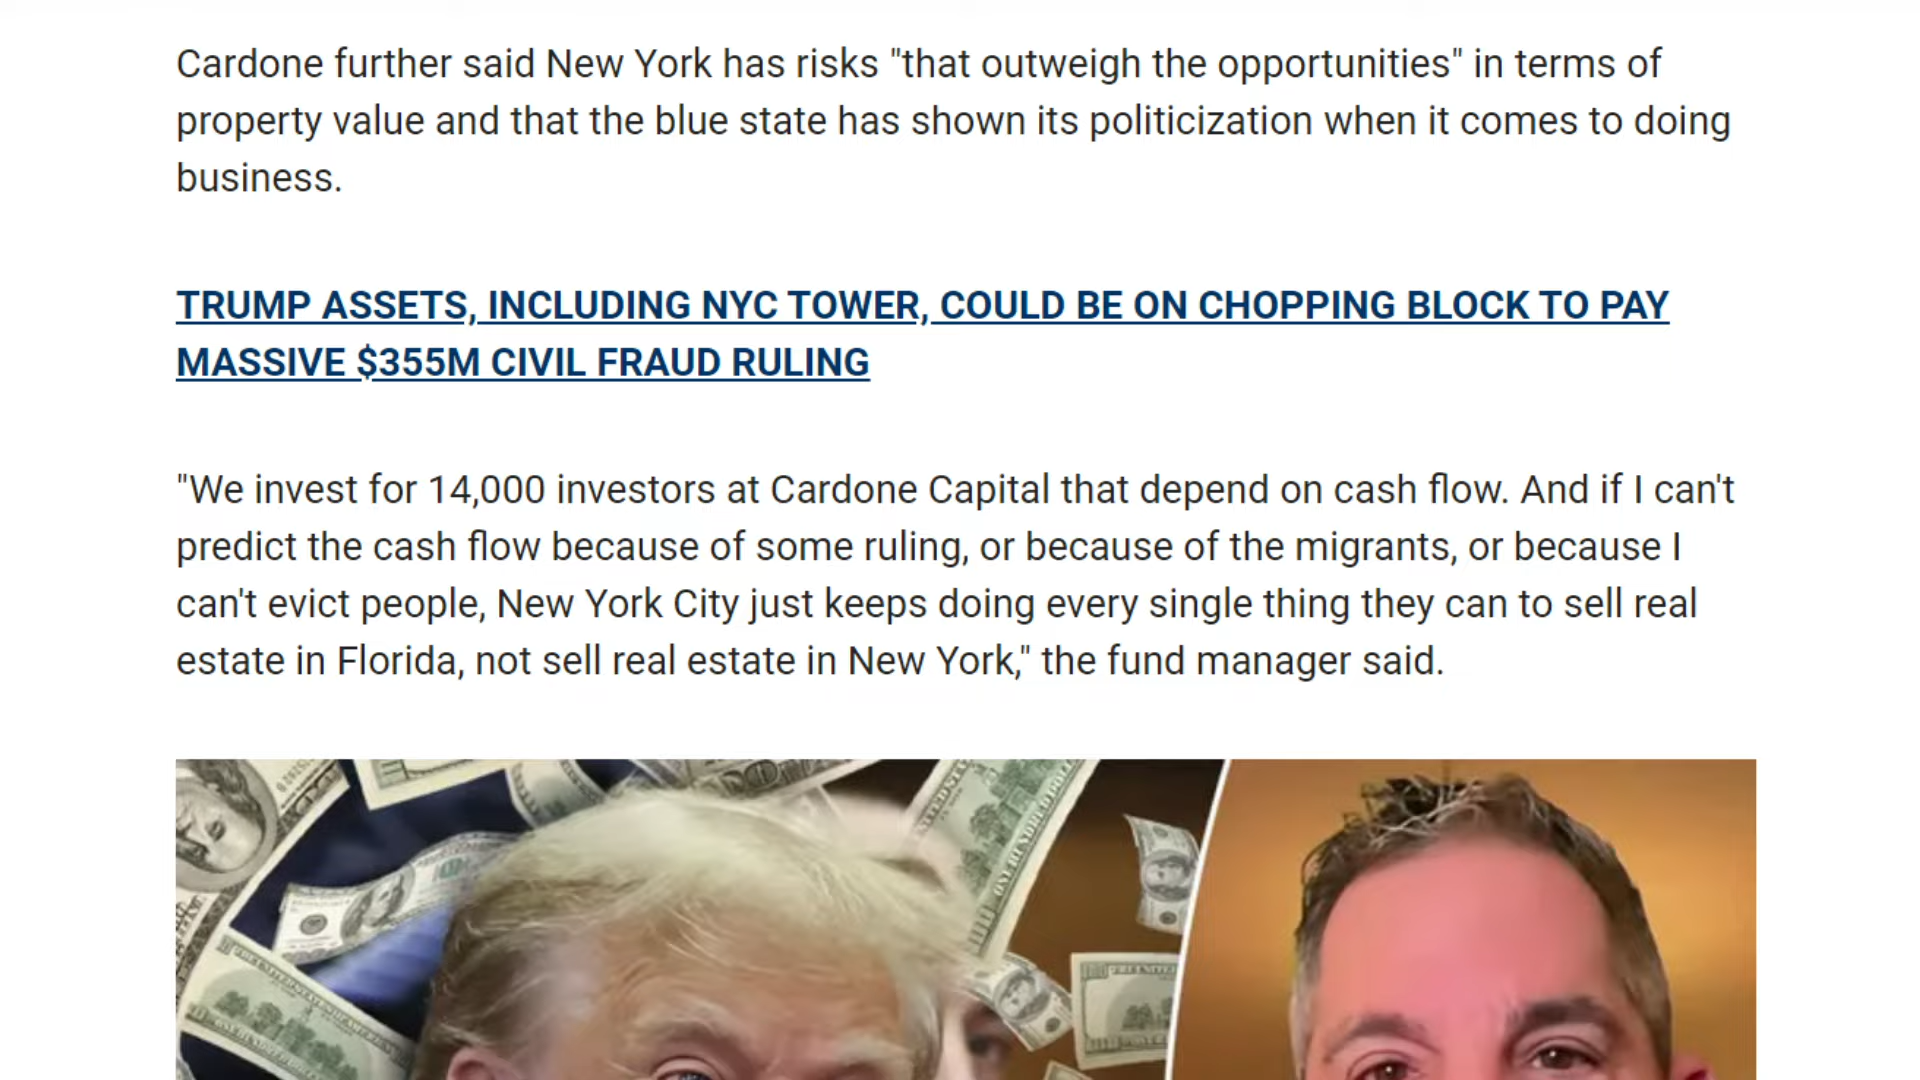 Cardone further said New York has risks "that outweigh the opportunities" in terms of
property value and that the blue state has shown its politicization when it comes to doing
business.
TRUMP ASSETS, INCLUDING NYC TOWER, COULD BE ON CHOPPING BLOCK TO PAY
MASSIVE $355M CIVIL FRAUD RULING
"We invest for 14,000 investors at Cardone Capital that depend on cash flow. And if I can't
predict the cash flow because of some ruling, or because of the migrants, or because I
can't evict people, New York City just keeps doing every single thing they can to sell real
estate in Florida, not sell real estate in New York," the fund manager said.